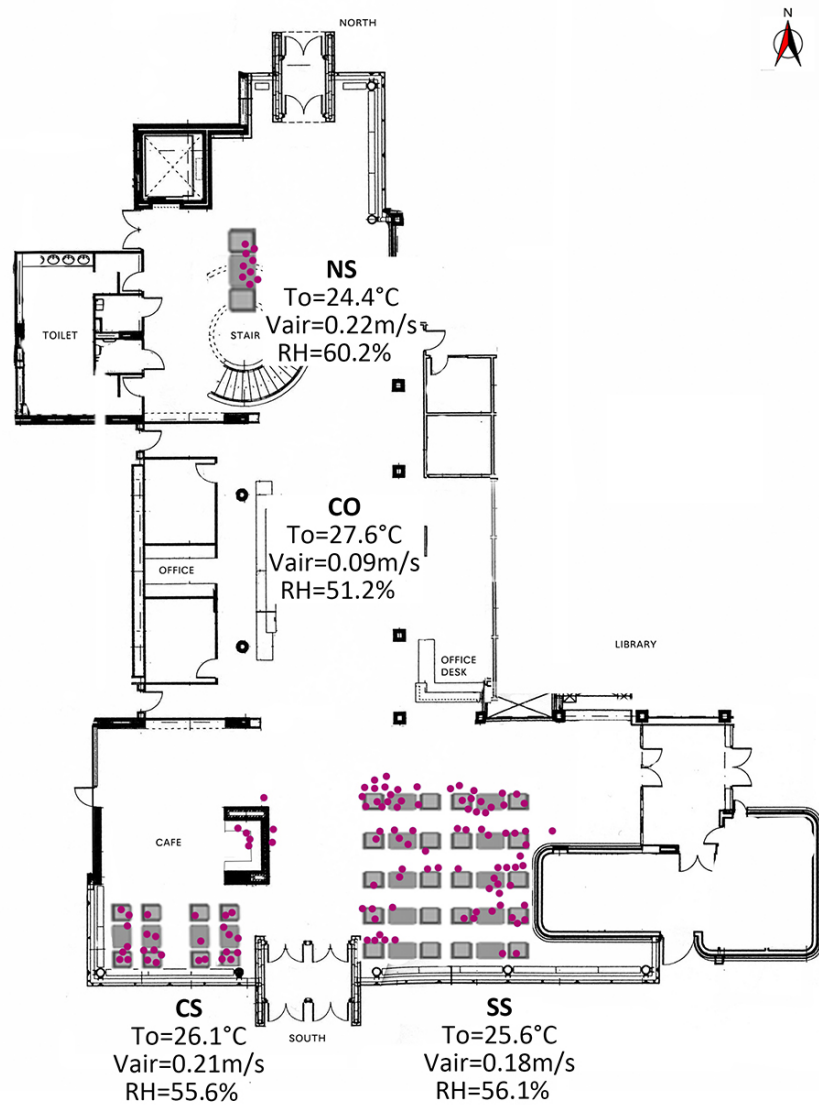 NORTH
N
NS
To=24.4°C
Vair=0.22m/s
RH=60.2%
TOILET
STAIR
CO
To=27.6°C
Vair=0.09m/s
RH=51.2%
OFFICE
LIBRARY
OFFICE
DESK
CAFE
CS
To=26.1°C
Vair=0.21m/s
RH=55.6%
SOUTH
SS
To=25.6°C
Vair=0.18m/s
RH=56.1%